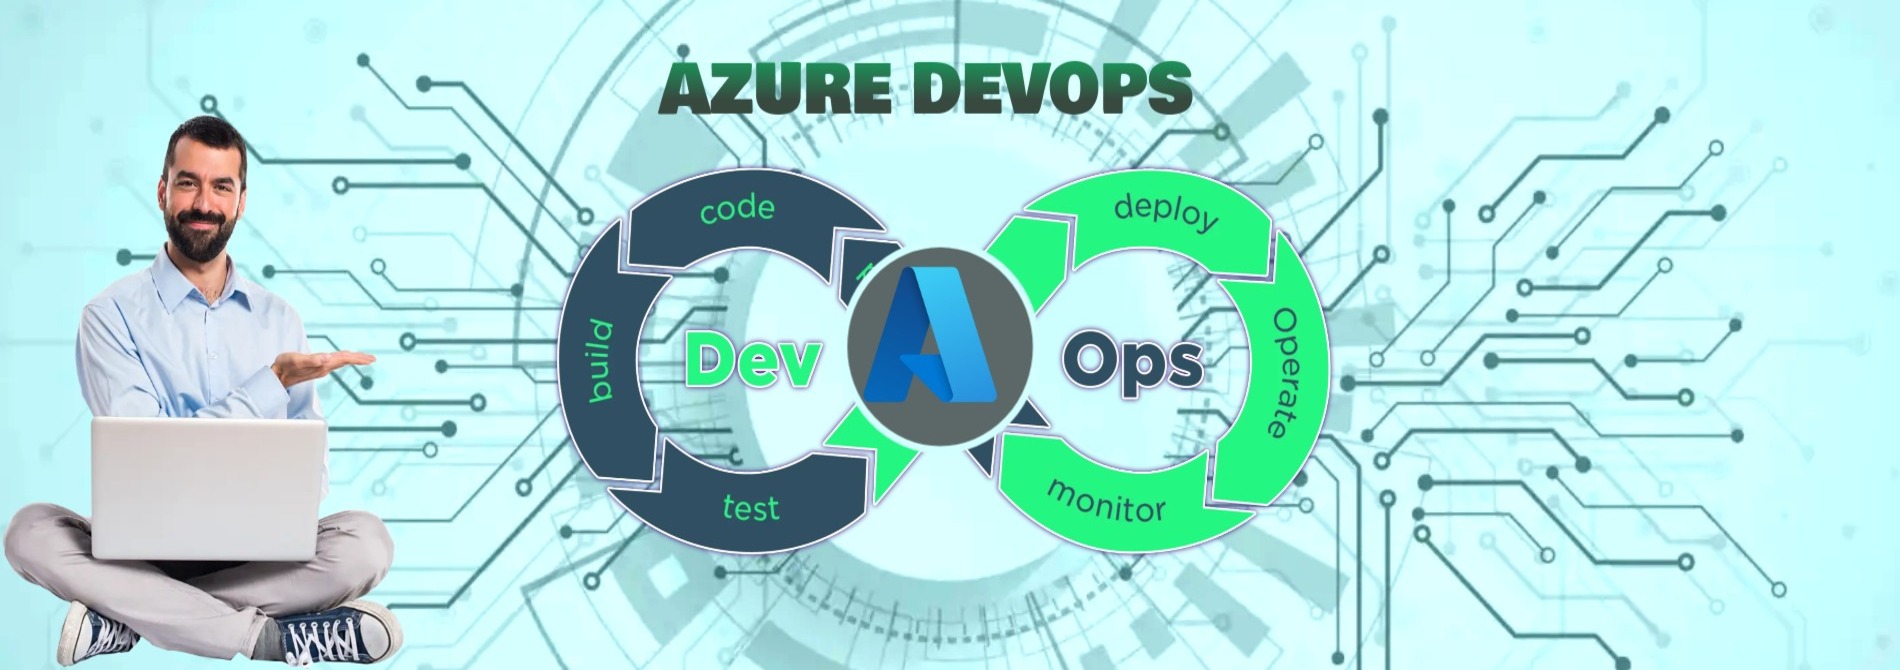 AZURE DEVOPS
code
build
test
Dev
Ops
deploy
Operate
monitor